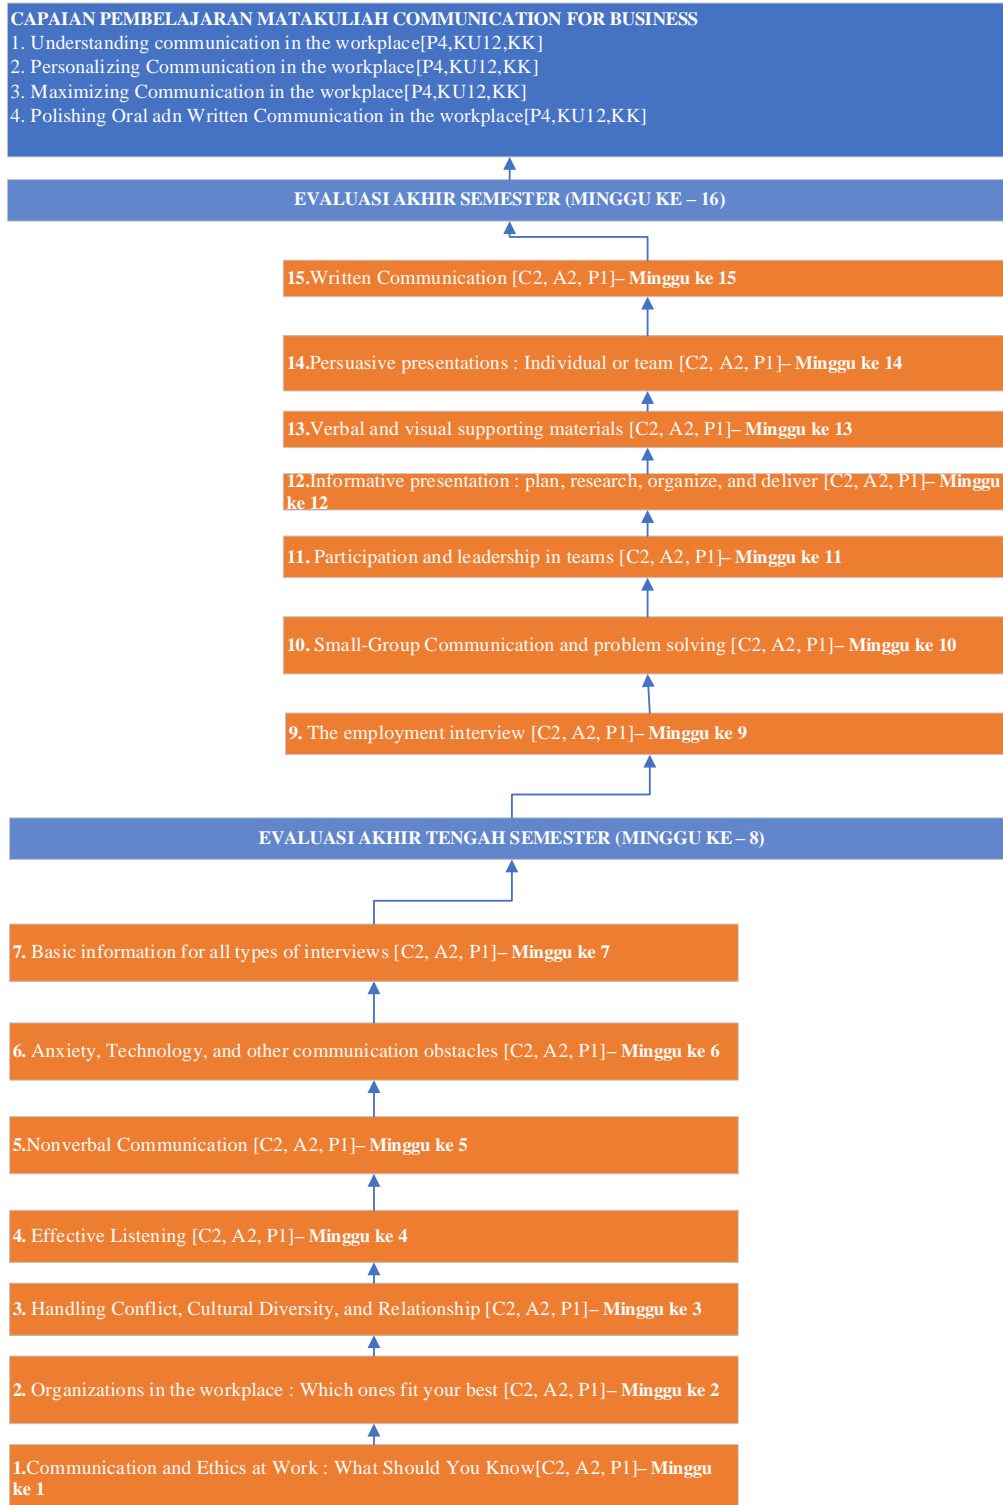 CAPAIAN PEMBELAJARAN MATAKULIAH COMMUNICATION FOR BUSINESS
1. Understanding communication in the workplace[P4,KU12,KK]
2. Personalizing Communication in the workplace[P4,KU12,KK]
3. Maximizing Communication in the workplace[P4,KU12,KK]
4. Polishing Oral adn Written Communication in the workplace[P4,KU12,KK]
EVALUASI AKHIR SEMESTER (MINGGU KE – 16)
15.Written Communication [C2, A2, P1]– Minggu ke 15
14.Persuasive presentations : Individual or team [C2, A2, P1]– Minggu ke 14
13.Verbal and visual supporting materials [C2, A2, P1]– Minggu ke 13
12.Informative presentation : plan, research, organize, and deliver [C2, A2, P1]– Minggu
ke 12
11. Participation and leadership in teams [C2, A2, P1]– Minggu ke 11
10. Small-Group Communication and problem solving [C2, A2, P1]– Minggu ke 10
9. The employment interview [C2, A2, P1]– Minggu ke 9
EVALUASI AKHIR TENGAH SEMESTER (MINGGU KE – 8)
7. Basic information for all types of interviews [C2, A2, P1]– Minggu ke 7
6. Anxiety, Technology, and other communication obstacles [C2, A2, P1]– Minggu ke 6
5.Nonverbal Communication [C2, A2, P1]– Minggu ke 5
4. Effective Listening [C2, A2, P1]– Minggu ke 4
3. Handling Conflict, Cultural Diversity, and Relationship [C2, A2, P1]– Minggu ke 3
2. Organizations in the workplace : Which ones fit your best [C2, A2, P1]– Minggu ke 2
1.Communication and Ethics at Work : What Should You Know[C2, A2, P1]– Minggu
ke 1